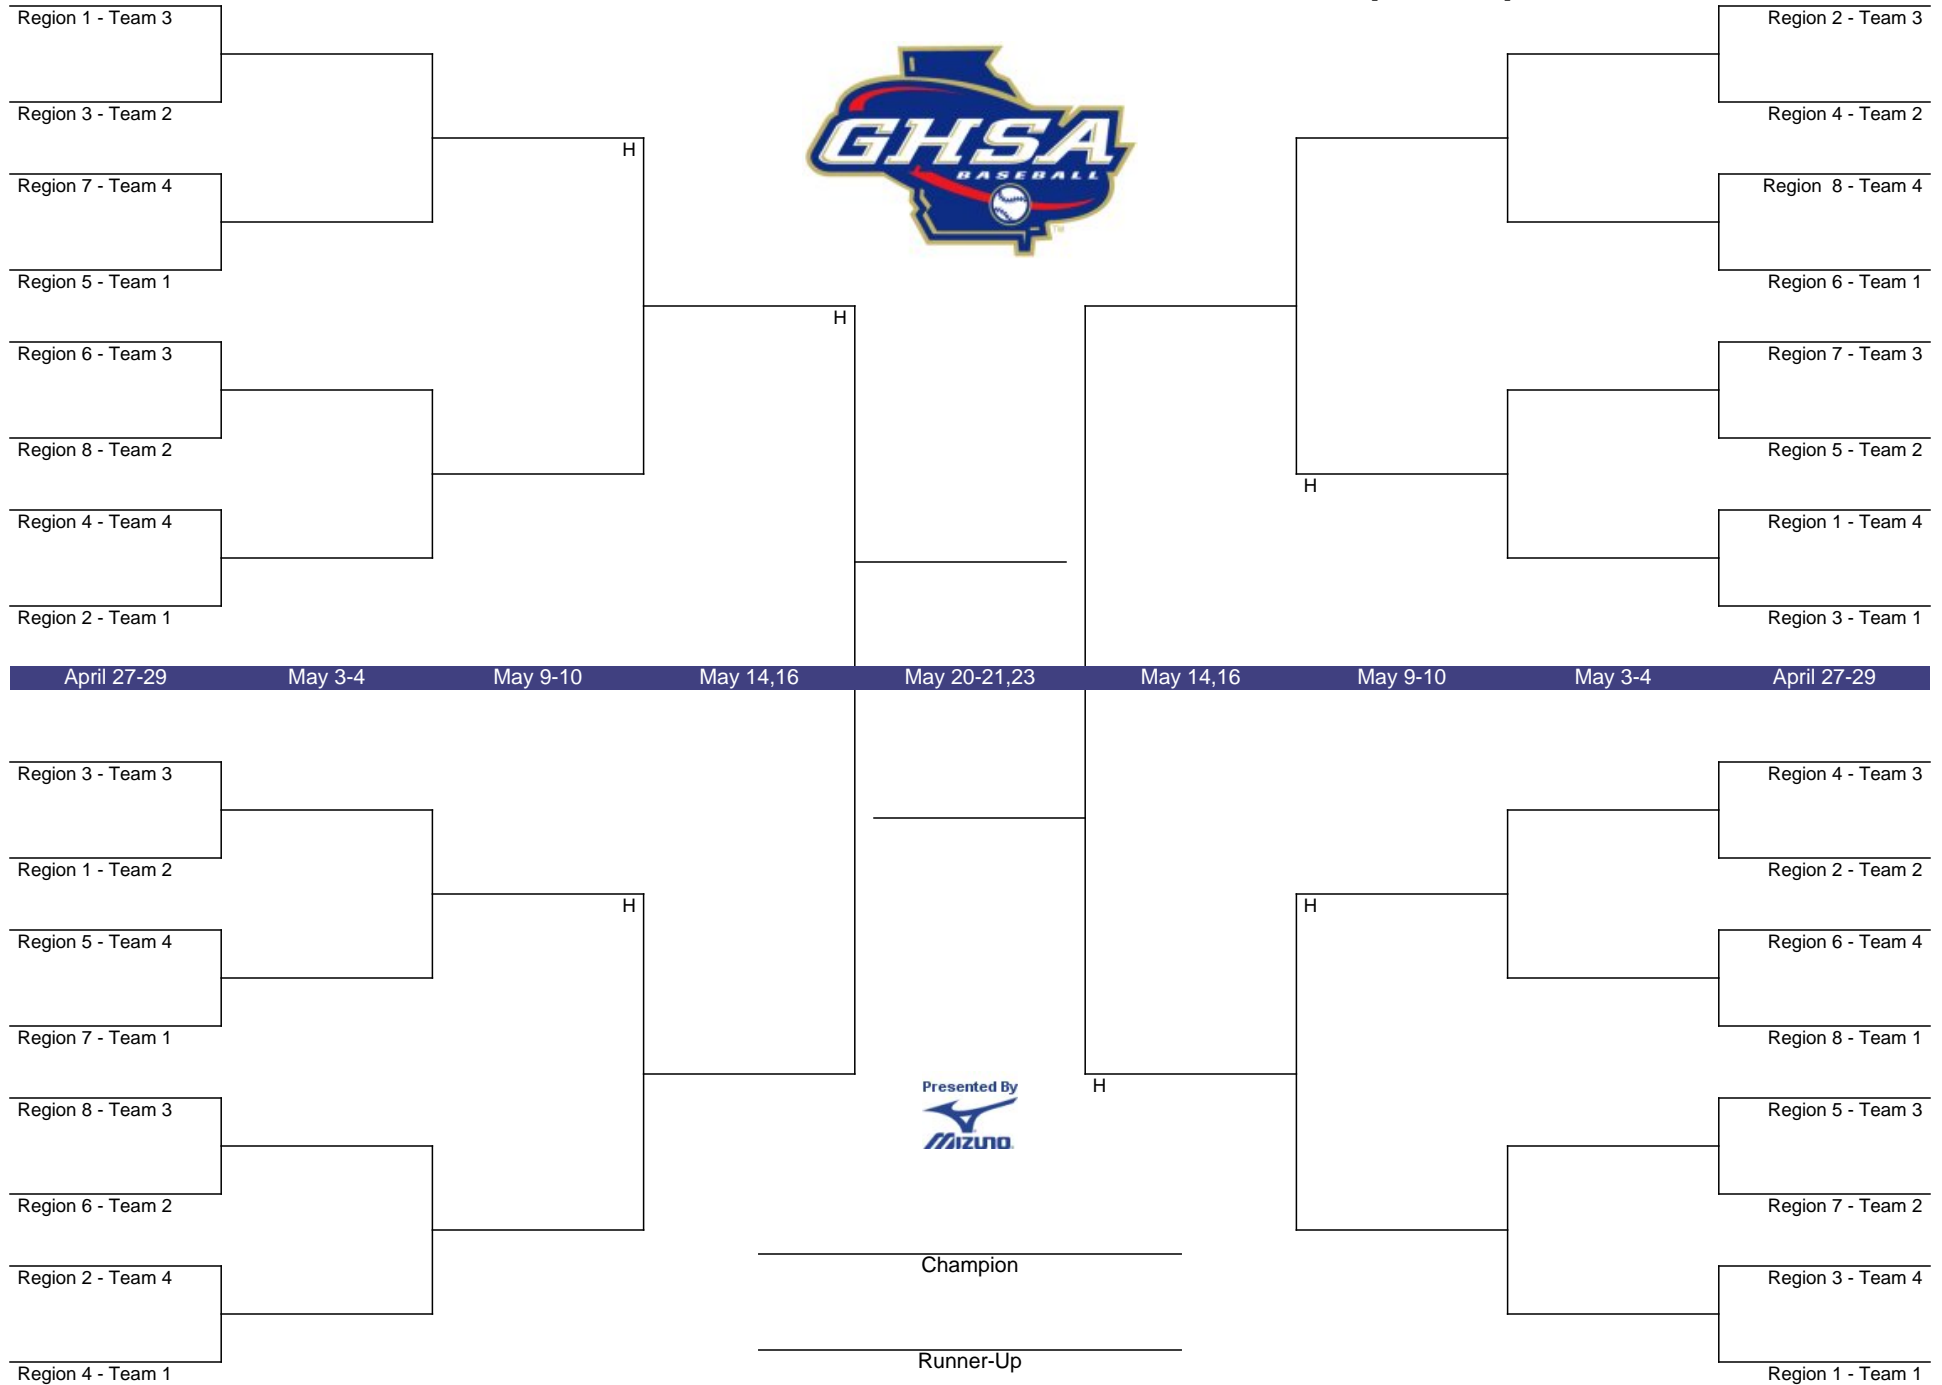 Region 1 - Team 3
Region 3 - Team 2
H
Region 7 - Team 4
Region 5 - Team 1
H
Region 6 - Team 3
Region 8 - Team 2
Region 4 - Team 4
Region 2 - Team 1
GHSA
BASEBALL
TM
Region 2 - Team 3
Region 4 - Team 2
Region  8 - Team 4
Region 6 - Team 1
Region 7 - Team 3
Region 5 - Team 2
H
Region 1 - Team 4
Region 3 - Team 1
April 27-29 May 3-4 May 9-10 May 14,16 May 20-21,23 May 14,16 May 9-10 May 3-4 April 27-29
Region 3 - Team 3
Region 1 - Team 2
H
Region 5 - Team 4
Region 7 - Team 1
Region 8 - Team 3
Region 6 - Team 2
Region 2 - Team 4
Region 4 - Team 1
Presented By
MIZUNO
Champion
Runner-Up
Region 4 - Team 3
Region 2 - Team 2
H
Region 6 - Team 4
Region 8 - Team 1
H
Region 5 - Team 3
Region 7 - Team 2
Region 3 - Team 4
Region 1 - Team 1